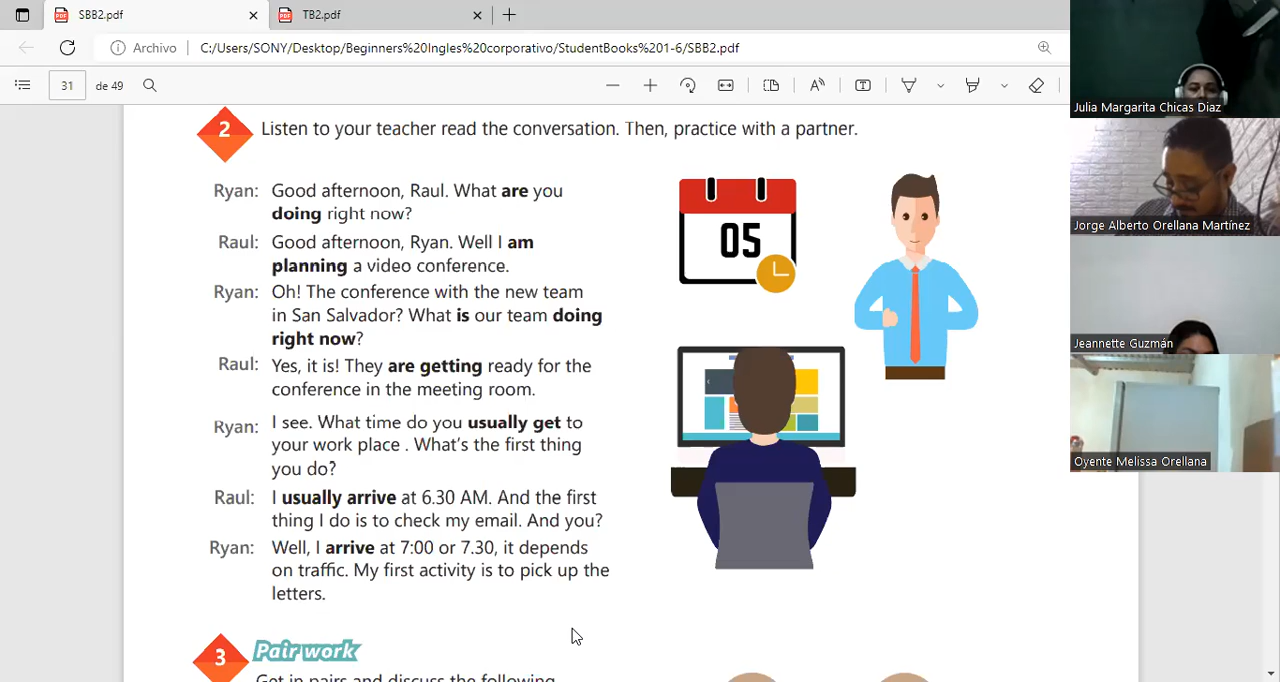 SBB2.pdf
TB2.pdf
Archivo
C:/Users/SONY/Desktop/Beginners%20Ingles%20corporativo/StudentBooks%201-6/SBB2.pdf
31 de 49
2 Listen to your teacher read the conversation. Then, practice with a partner.
Ryan: Good afternoon, Raul. What are you
doing right now?
Raul: Good afternoon, Ryan. Well I am
planning a video conference.
Ryan: Oh! The conference with the new team
in San Salvador? What is our team doing
right now?
Raul: Yes, it is! They are getting ready for the
conference in the meeting room.
Ryan: I see. What time do you usually get to
your work place . What's the first thing
you do?
Raul: I usually arrive at 6.30 AM. And the first
thing I do is to check my email. And you?
Ryan: Well, I arrive at 7:00 or 7.30, it depends
on traffic. My first activity is to pick up the
letters.
05
3 Pair work
Get in pairs and discuss the following
Julia Margarita Chicas Diaz
Jorge Alberto Orellana Martínez
Jeannette Guzmán
Oyente Melissa Orellana